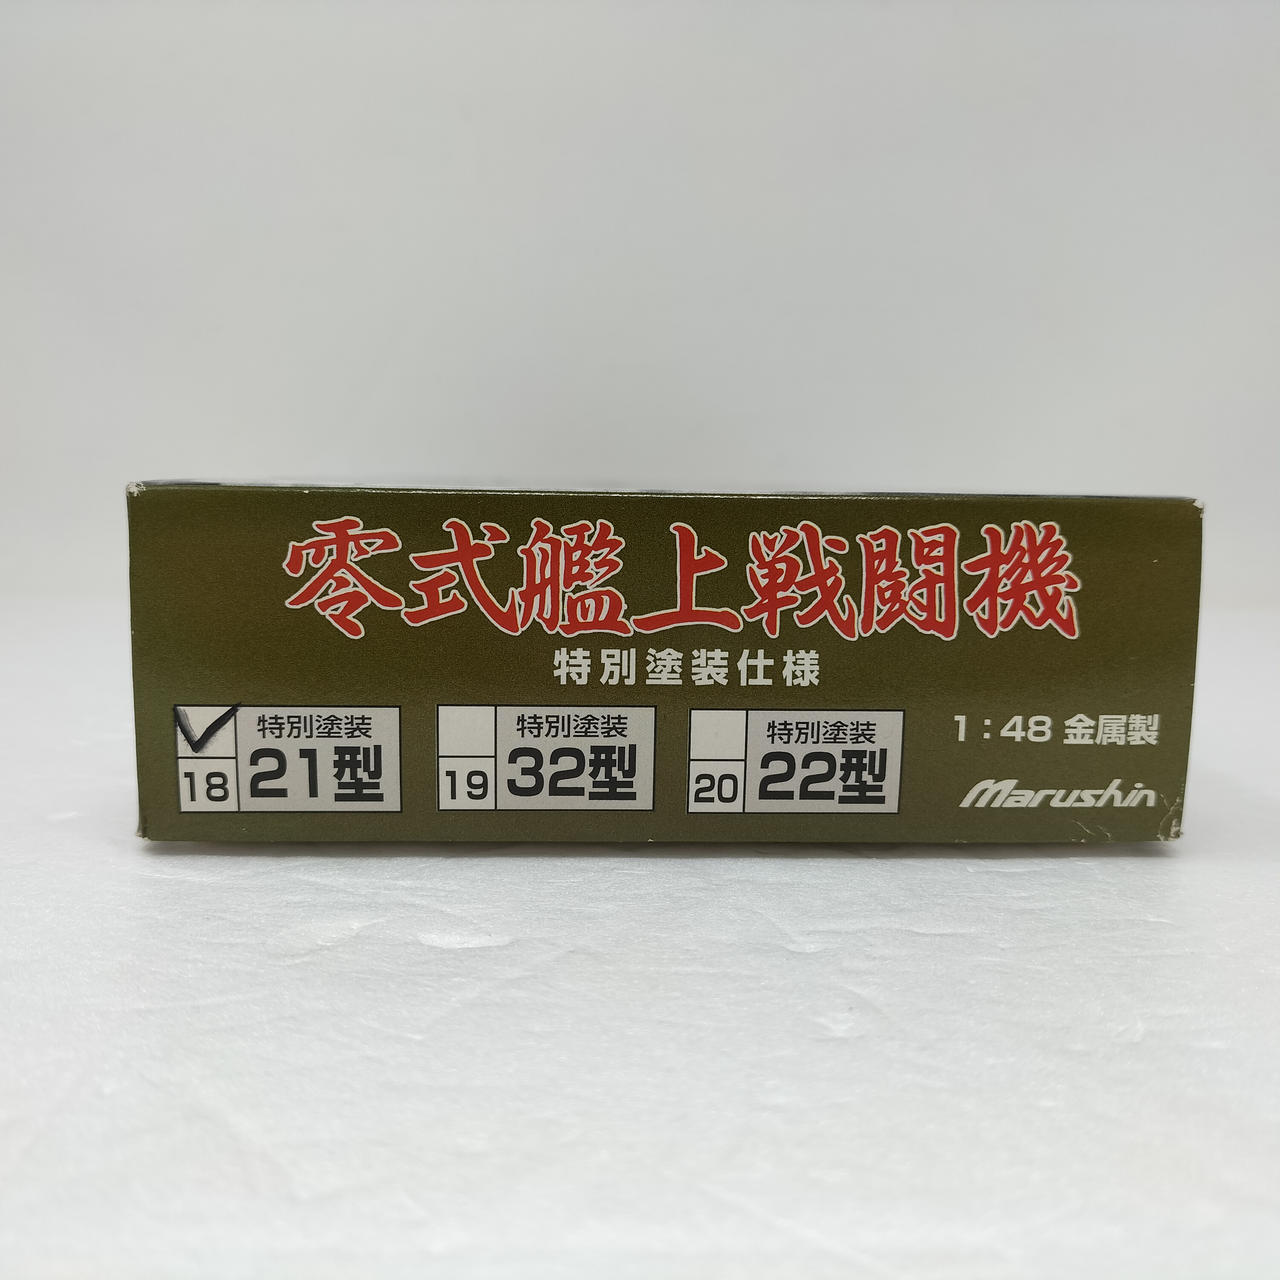 零式艦上戦闘機
特別塗装仕様
18 特別塗装 21型
19 特別塗装 32型
20 特別塗装 22型
1:48 金属製
Marushin